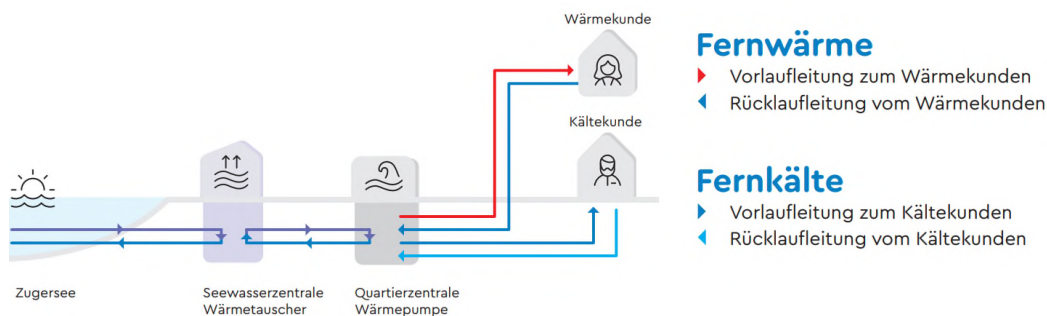 Wärmekunde
Kältekunde
Zugersee
Seewasserzentrale
Wärmetauscher
Quartierzentrale
Wärmepumpe
Fernwärme
Vorlaufleitung zum Wärmekunden
Rücklaufleitung vom Wärmekunden
Fernkälte
Vorlaufleitung zum Kältekunden
Rücklaufleitung vom Kältekunden